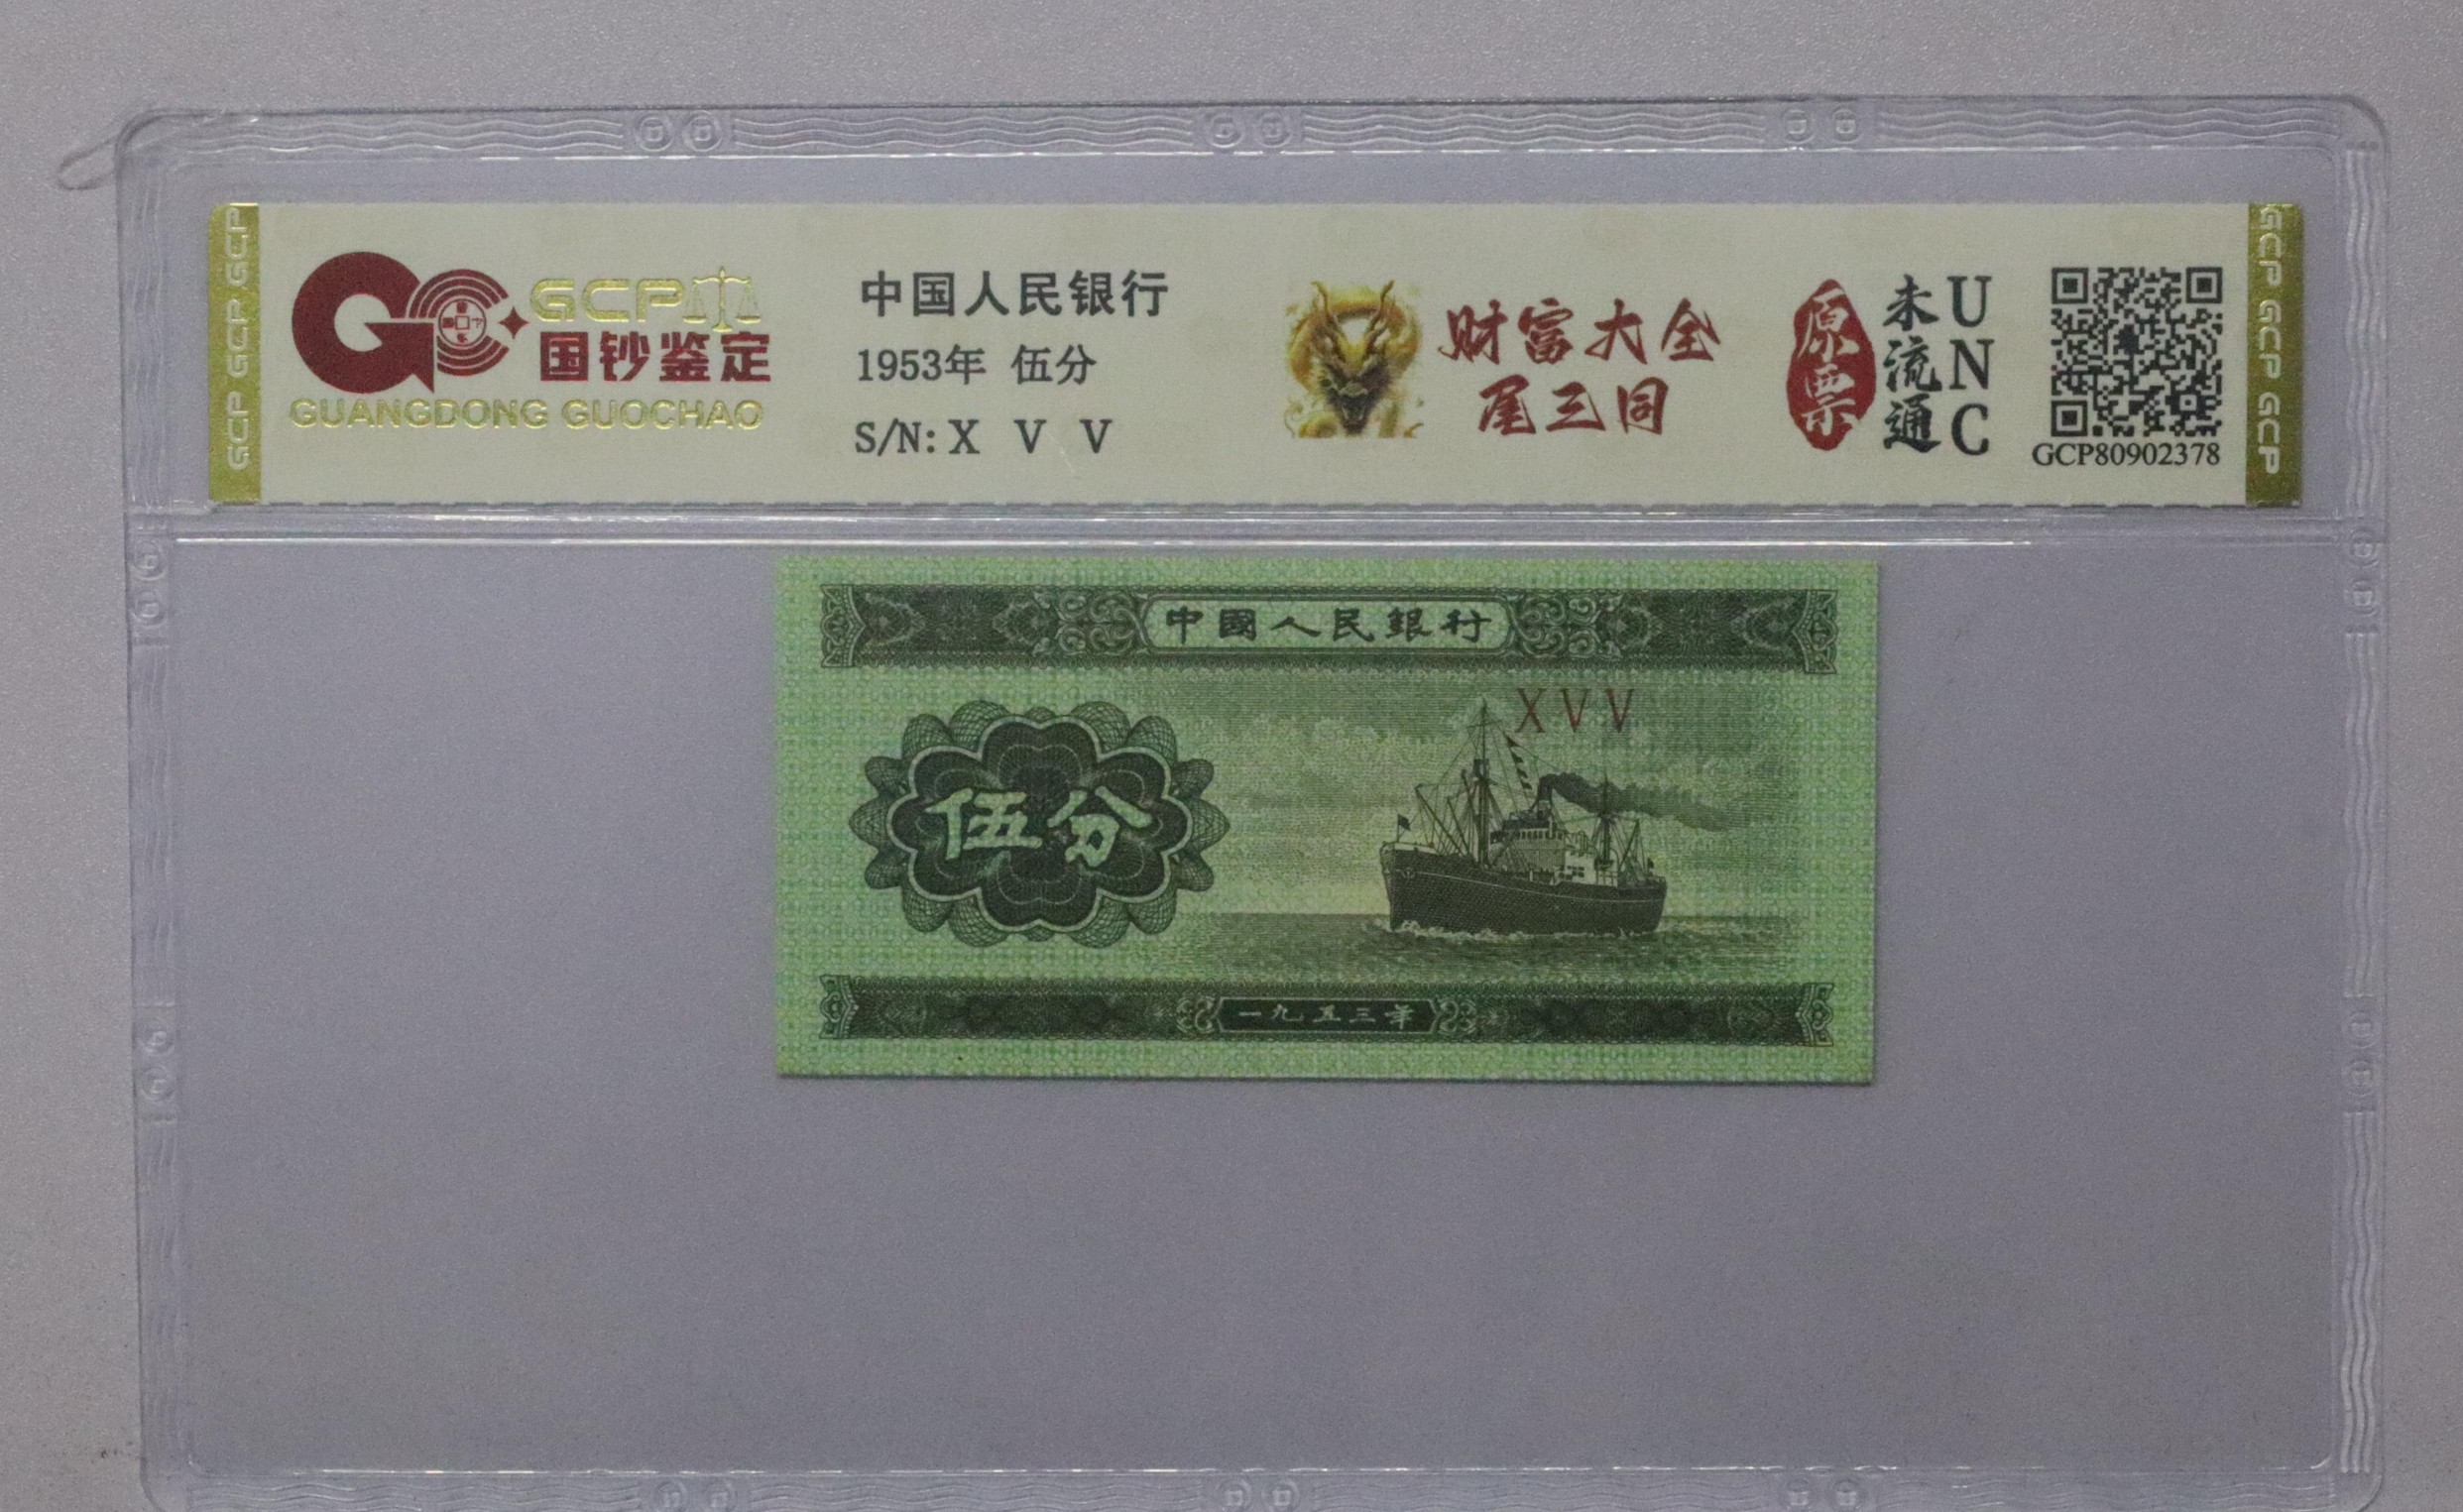 GCP GCP GCP
GCP
国钞鉴定
GUANGDONG GUOCHAO
中国人民银行
1953年 伍分
S/N: X V V
财富大全
尾三同
原票
未流通
UNC
GCP80902378
GCP GCP GCP
中國人民銀行
X V V
伍分
一九五三年